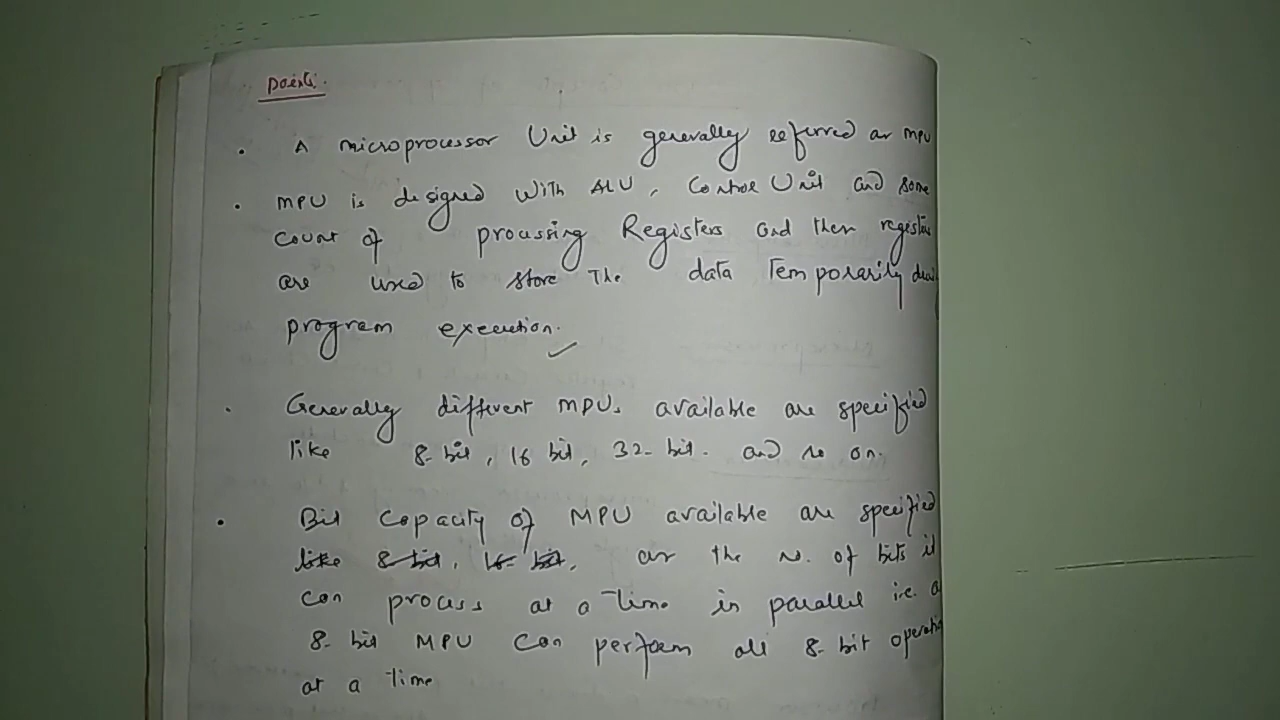 Points.
. A microprocessor Unit is generally referred as MPU
. MPU is designed with ALU, Control Unit and some
count of processing Registers and these registers
are used to store the data temporarily
program execution.
. Generally different MPUs available are specified
like 8-bit, 16 bit, 32-bit. and so on.
. Bit Capacity of MPU available are specified
like 8-bit, 16-bit, as the no. of bits it
can process at a time in parallel i.e. a
8-bit MPU can perform all 8-bit
at a time